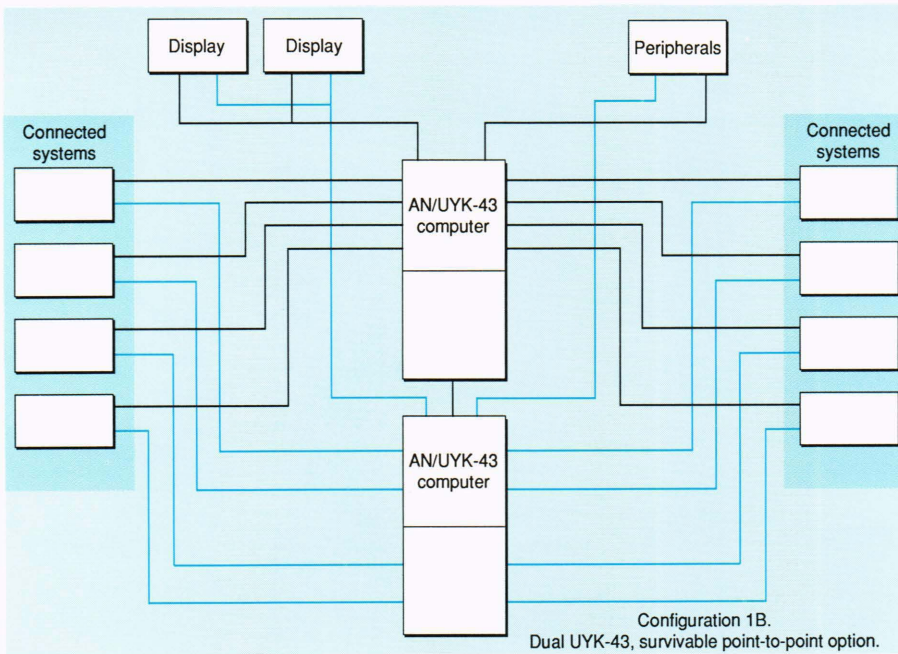 Display
Display
Peripherals
Connected
systems
Connected
systems
AN/UYK-43
computer
AN/UYK-43
computer
Configuration 1B.
Dual UYK-43, survivable point-to-point option.